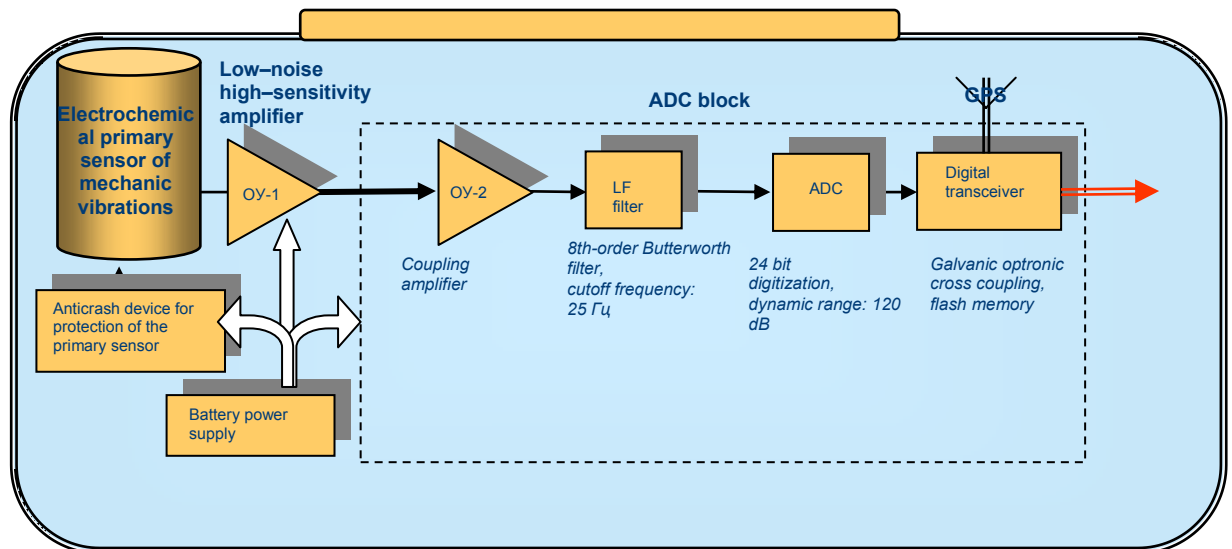 Electrochemic
al primary
sensor of
mechanic
vibrations
Low–noise
high–sensitivity
amplifier
ОУ-1
ADC block
GPS
ОУ-2
LF
filter
ADC
Digital
transceiver
Coupling
amplifier
8th-order Butterworth
filter,
cutoff frequency:
25 Гц
24 bit
digitization,
dynamic range: 120
dB
Galvanic optronic
cross coupling,
flash memory
Anticrash device for
protection of the
primary sensor
Battery power
supply